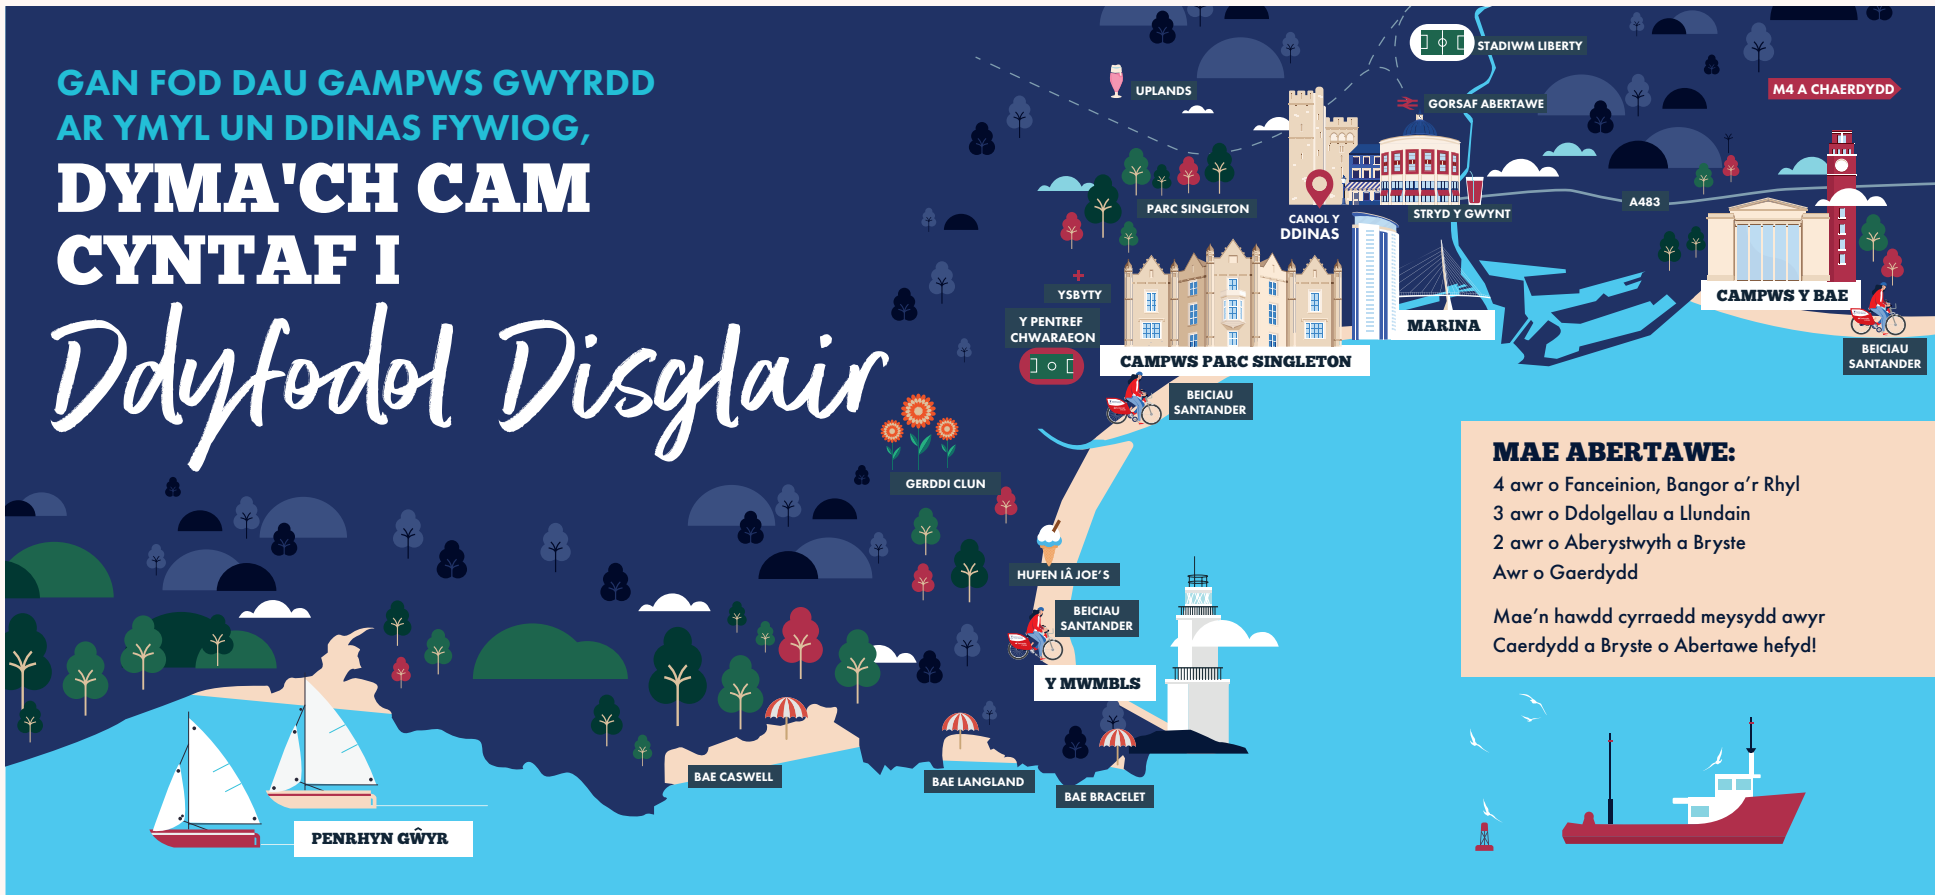 GAN FOD DAU GAMPWS GWYRDD
AR YMYL UN DDINAS FYWIOG,
DYMA'CH CAM
CYNTAF I
Ddyfodol Disglair
STADIWM LIBERTY
UPLANDS
M4 A CHAERDYDD
GORSAF ABERTAWE
PARC SINGLETON
CANOL Y
DDINAS
STRYD Y GWYNT
A483
YSBYTY
Y PENTREF
CHWARAEON
CAMPWS PARC SINGLETON
MARINA
CAMPWS Y BAE
BEICIAU
SANTANDER
BEICIAU
SANTANDER
GERDDI CLUN
HUFEN IÂ JOE'S
BEICIAU
SANTANDER
Y MWMBLS
BAE CASWELL
BAE LANGLAND
BAE BRACELET
PENRHYN GŴYR
MAE ABERTAWE:
4 awr o Fanceinion, Bangor a'r Rhyl
3 awr o Ddolgellau a Llundain
2 awr o Aberystwyth a Bryste
Awr o Gaerdydd
Mae'n hawdd cyrraedd meysydd awyr
Caerdydd a Bryste o Abertawe hefyd!